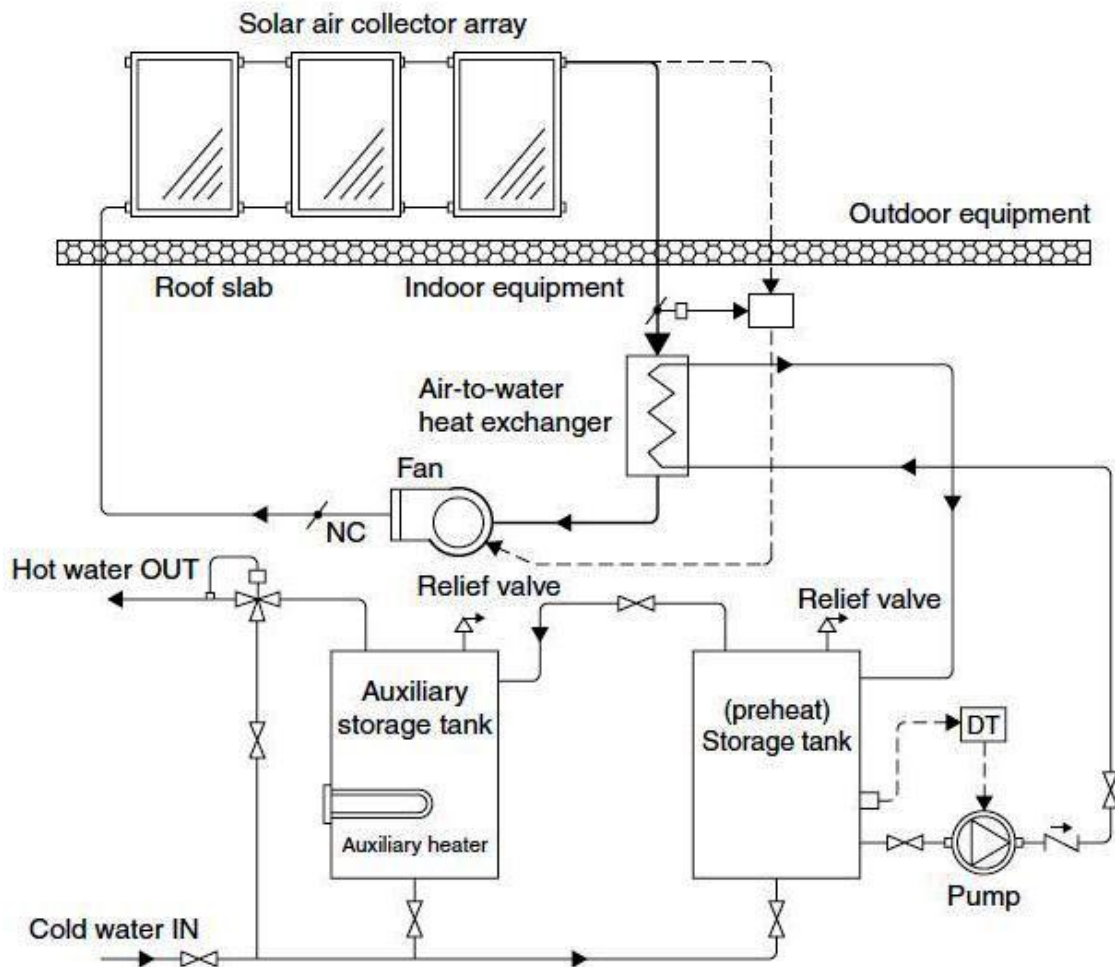 Solar air collector array
Outdoor equipment
Roof slab
Indoor equipment
Air-to-water
heat exchanger
Fan
NC
Hot water OUT
Relief valve
Relief valve
Auxiliary
storage tank
(preheat)
Storage tank
DT
Auxiliary heater
Pump
Cold water IN